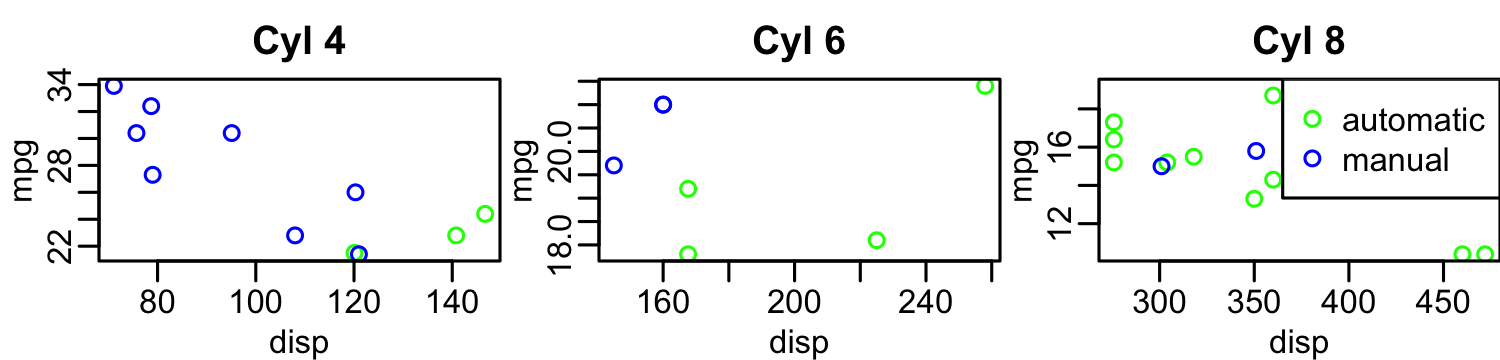 Cyl 4
34
28
22
mpg
80 100 120 140
disp
Cyl 6
20.0
18.0
mpg
160 200 240
disp
Cyl 8
16
12
mpg
300 350 400 450
disp
automatic
manual